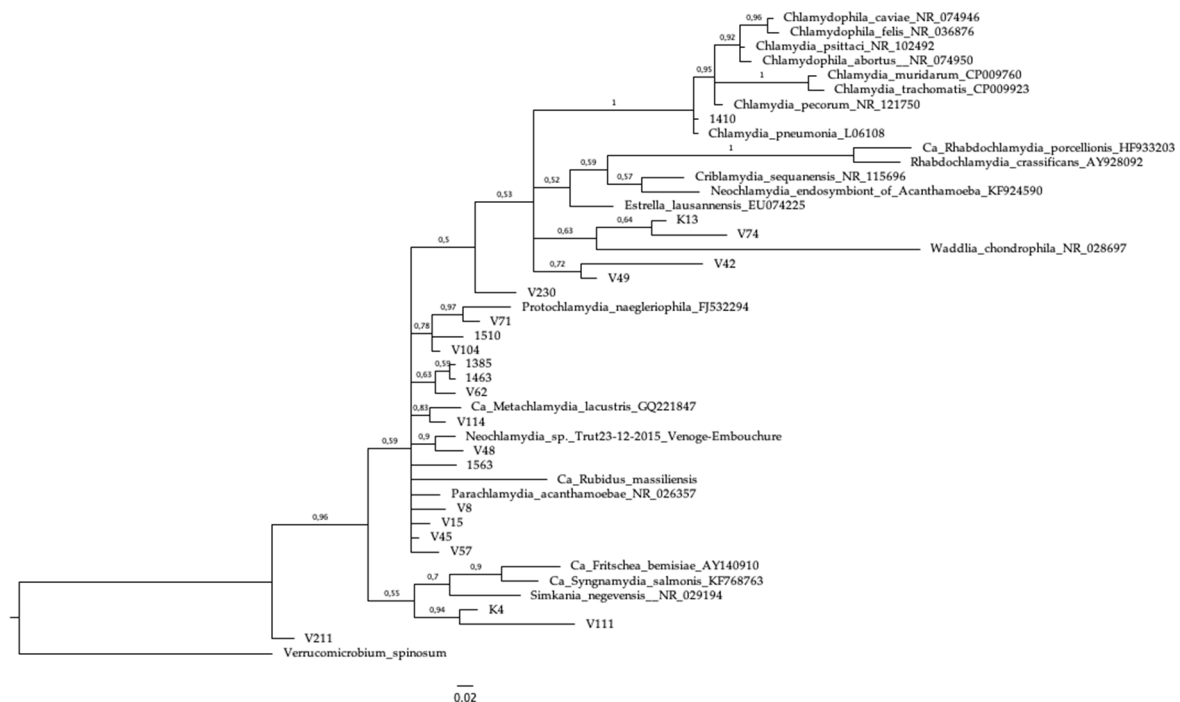 0,96
Chlamydophila_caviae_NR_074946
Chlamydophila_felis_NR_036876
0,92
Chlamydia_psittaci_NR_102492
Chlamydophila_abortus__NR_074950
0,95
1
Chlamydia_muridarum_CP009760
Chlamydia_trachomatis_CP009923
Chlamydia_pecorum_NR_121750
1
1410
Chlamydia_pneumonia_L06108
1
Ca_Rhabdochlamydia_porcellionis_HF933203
Rhabdochlamydia_crassificans_AY928092
0,59
Criblamydia_sequanensis_NR_115696
0,52
0,57
Neochlamydia_endosymbiont_of_Acanthamoeba_KF924590
0,53
Estrella_lausannensis_EU074225
0,64
K13
0,63
V74
0,5
Waddlia_chondrophila_NR_028697
0,72
V42
V49
V230
0,97
Protochlamydia_naegleriophila_FJ532294
V71
0,78
1510
V104
0,59
1385
0,63
1463
V62
0,83
Ca_Metachlamydia_lacustris_GQ221847
V114
0,59
0,9
Neochlamydia_sp._Trut23-12-2015_Venoge-Embouchure
V48
1563
Ca_Rubidus_massiliensis
Parachlamydia_acanthamoebae_NR_026357
V8
0,96
V15
V45
V57
0,9
Ca_Fritschea_bemisiae_AY140910
0,7
Ca_Syngnamydia_salmonis_KF768763
0,55
Simkania_negevensis__NR_029194
0,94
K4
V111
V211
Verrucomicrobium_spinosum
0.02